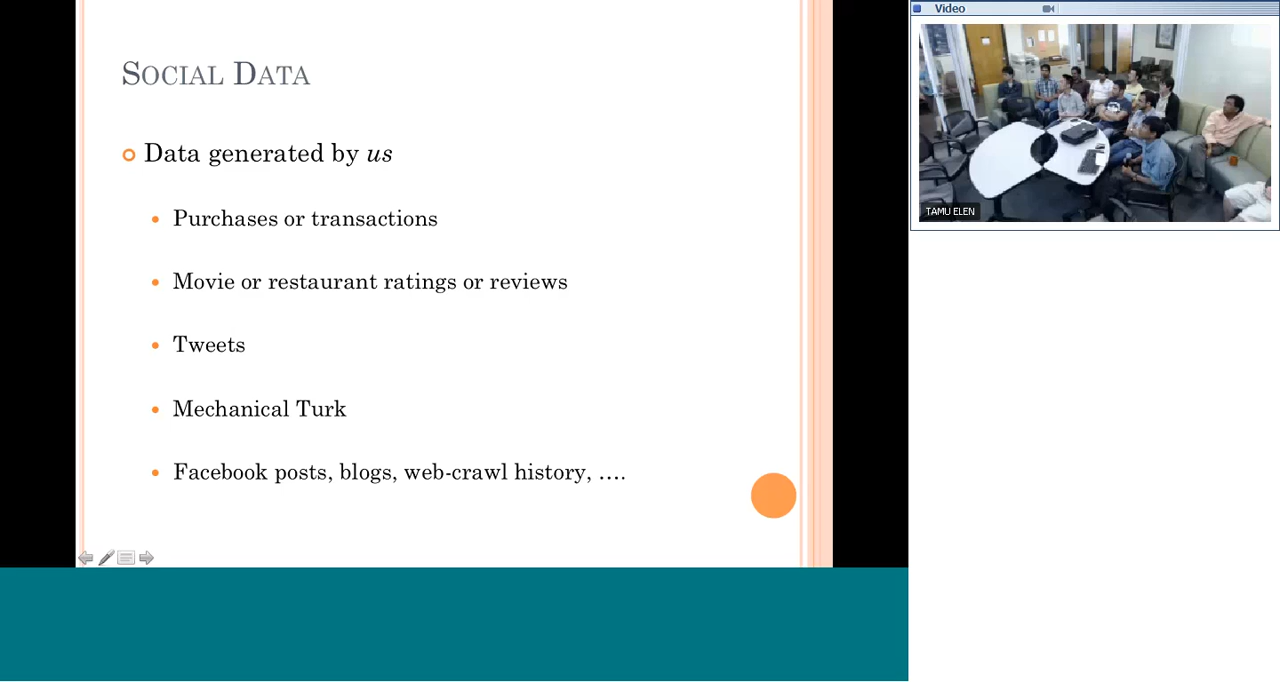 SOCIAL DATA
Data generated by us
Purchases or transactions
Movie or restaurant ratings or reviews
Tweets
Mechanical Turk
Facebook posts, blogs, web-crawl history, ….
Video
TAMU ELEN